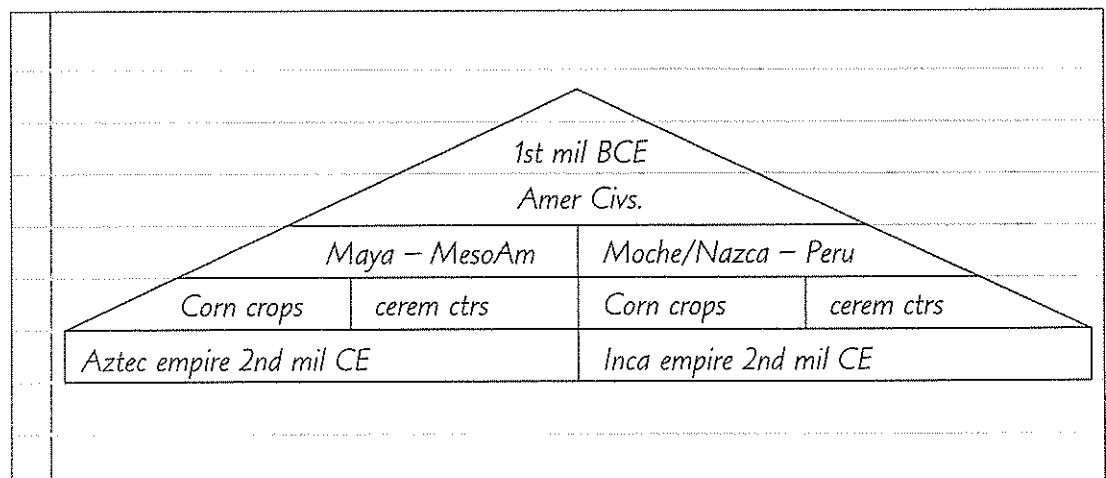 1st mil BCE
Amer Civs.
Maya – MesoAm Moche/Nazca – Peru
Corn crops cerem ctrs Corn crops cerem ctrs
Aztec empire 2nd mil CE Inca empire 2nd mil CE